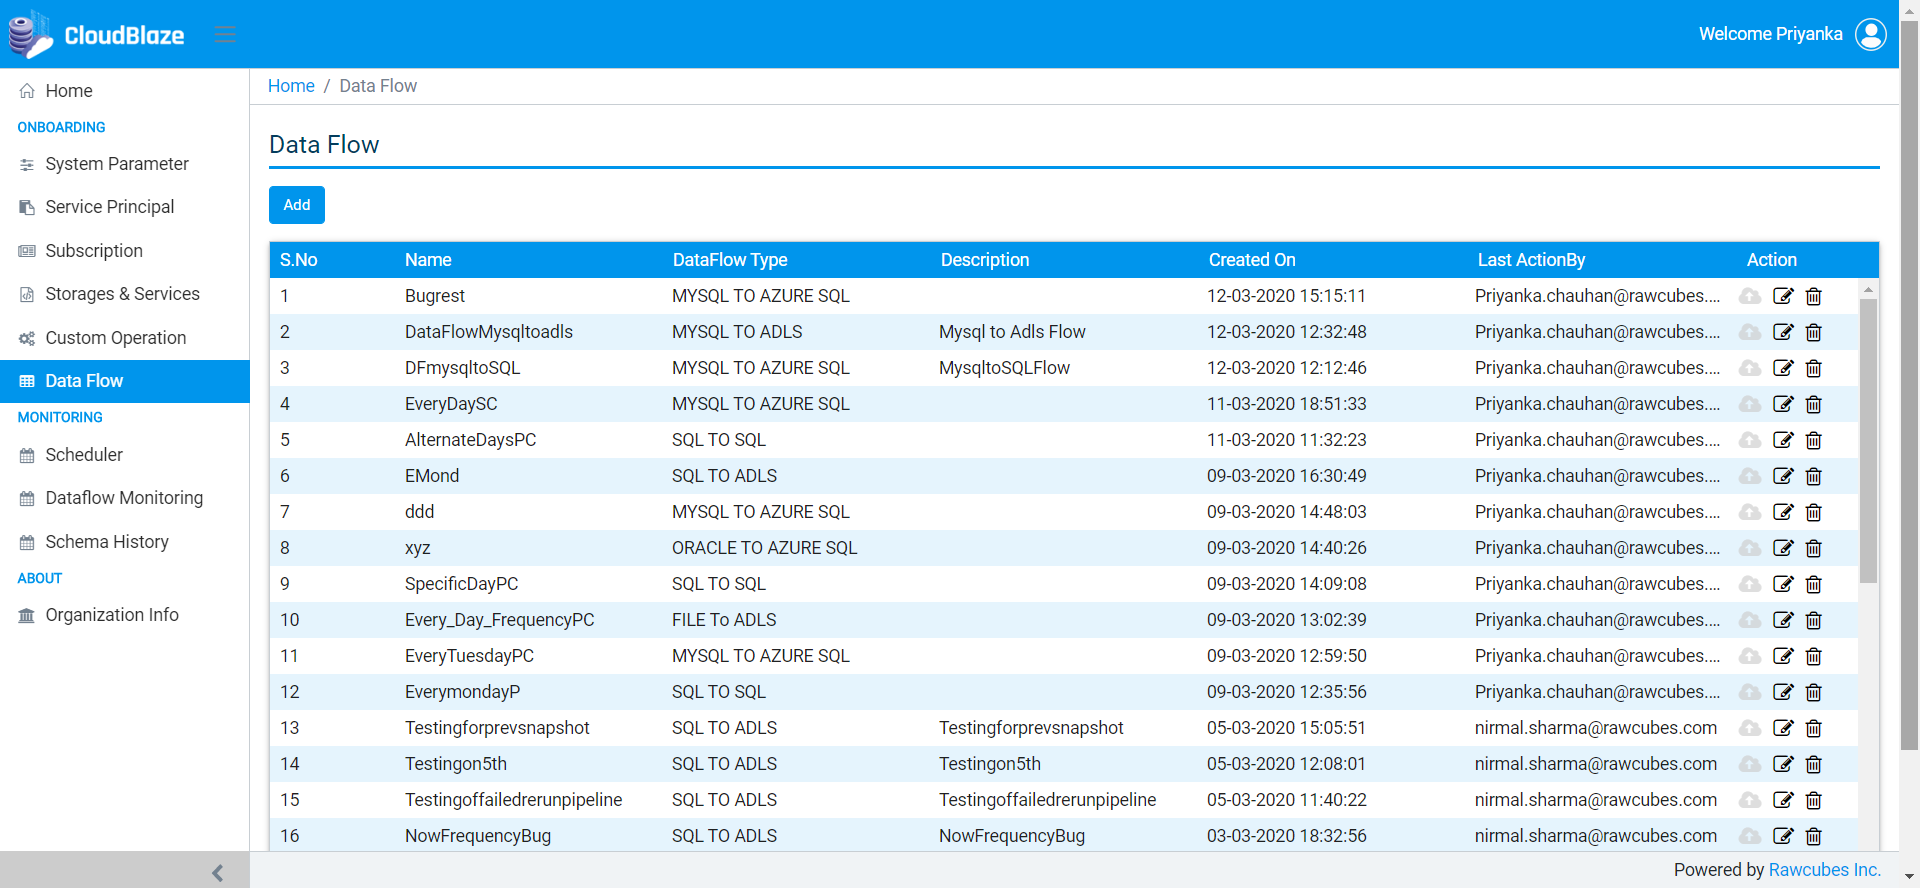 CloudBlaze
Welcome Priyanka
Home
ONBOARDING
System Parameter
Service Principal
Subscription
Storages & Services
Custom Operation
Data Flow
MONITORING
Scheduler
Dataflow Monitoring
Schema History
ABOUT
Organization Info
Home / Data Flow
Data Flow
Add
S.No Name DataFlow Type Description Created On Last ActionBy Action
1 Bugrest MYSQL TO AZURE SQL 12-03-2020 15:15:11 Priyanka.chauhan@rawcubes....
2 DataFlowMysqltoadls MYSQL TO ADLS Mysql to Adls Flow 12-03-2020 12:32:48 Priyanka.chauhan@rawcubes....
3 DFmysqltoSQL MYSQL TO AZURE SQL MysqltoSQLFlow 12-03-2020 12:12:46 Priyanka.chauhan@rawcubes....
4 EveryDaySC MYSQL TO AZURE SQL 11-03-2020 18:51:33 Priyanka.chauhan@rawcubes....
5 AlternateDaysPC SQL TO SQL 11-03-2020 11:32:23 Priyanka.chauhan@rawcubes....
6 EMond SQL TO ADLS 09-03-2020 16:30:49 Priyanka.chauhan@rawcubes....
7 ddd MYSQL TO AZURE SQL 09-03-2020 14:48:03 Priyanka.chauhan@rawcubes....
8 xyz ORACLE TO AZURE SQL 09-03-2020 14:40:26 Priyanka.chauhan@rawcubes....
9 SpecificDayPC SQL TO SQL 09-03-2020 14:09:08 Priyanka.chauhan@rawcubes....
10 Every_Day_FrequencyPC FILE To ADLS 09-03-2020 13:02:39 Priyanka.chauhan@rawcubes....
11 EveryTuesdayPC MYSQL TO AZURE SQL 09-03-2020 12:59:50 Priyanka.chauhan@rawcubes....
12 EverymondayP SQL TO SQL 09-03-2020 12:35:56 Priyanka.chauhan@rawcubes....
13 Testingforprevsnapshot SQL TO ADLS Testingforprevsnapshot 05-03-2020 15:05:51 nirmal.sharma@rawcubes.com
14 Testingon5th SQL TO ADLS Testingon5th 05-03-2020 12:08:01 nirmal.sharma@rawcubes.com
15 Testingoffailedrerunpipeline SQL TO ADLS Testingoffailedrerunpipeline 05-03-2020 11:40:22 nirmal.sharma@rawcubes.com
16 NowFrequencyBug SQL TO ADLS NowFrequencyBug 03-03-2020 18:32:56 nirmal.sharma@rawcubes.com
Powered by Rawcubes Inc.